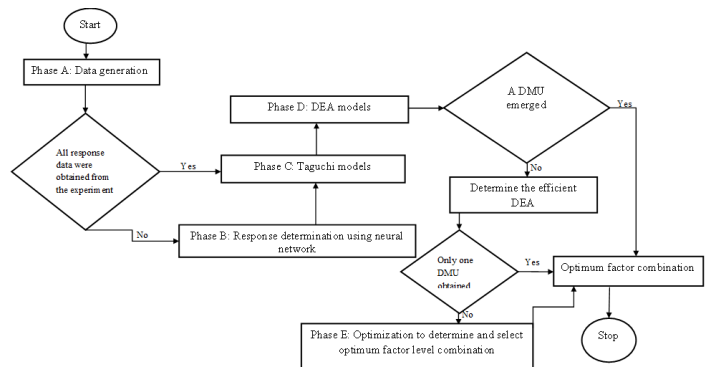 Start
Phase A: Data generation
All response
data were
obtained from
the experiment
Yes
No
Phase B: Response determination using neural
network
Phase C: Taguchi models
Phase D: DEA models
A DMU
emerged
Yes
No
Determine the efficient
DEA
Only one
DMU
obtained
Yes
No
Phase E: Optimization to determine and select
optimum factor level combination
Optimum factor combination
Stop